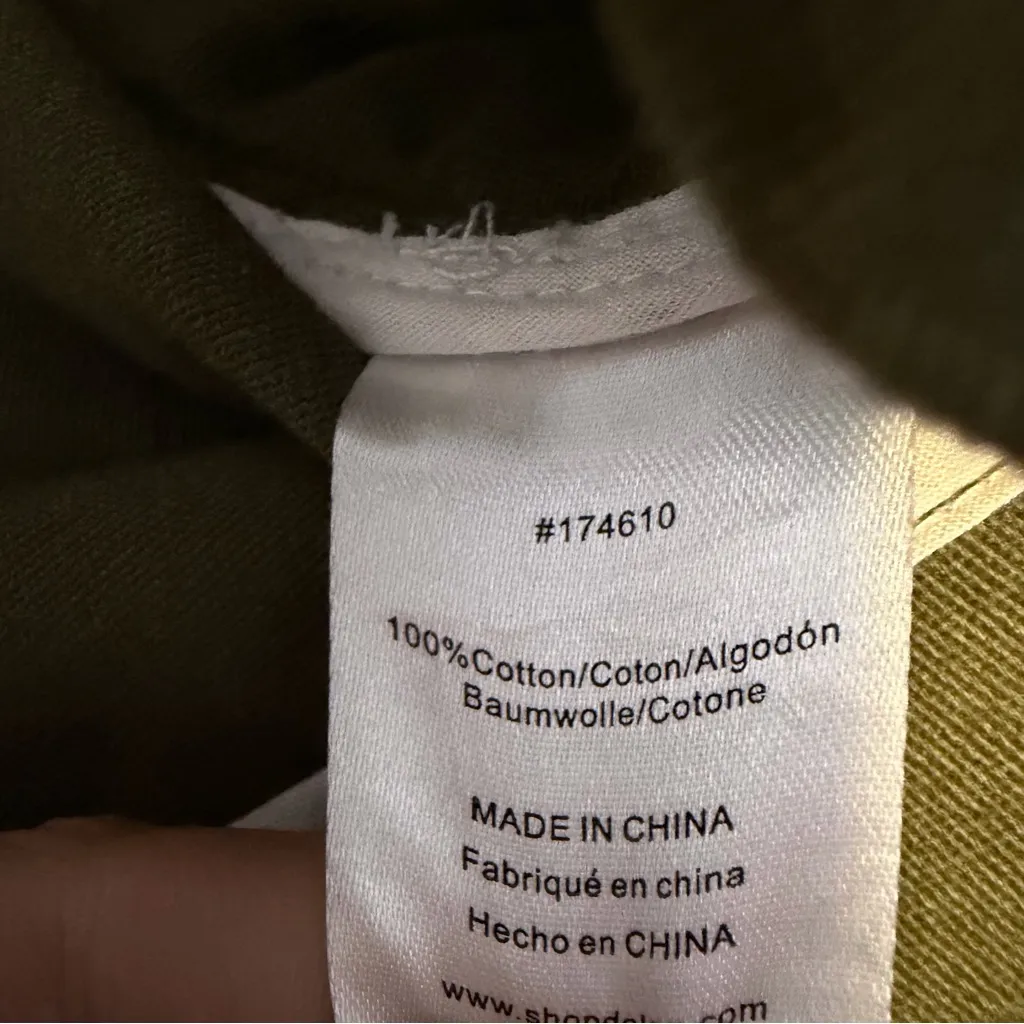 #174610
100%Cotton/Coton/Algodón
Baumwolle/Cotone
MADE IN CHINA
Fabriqué en china
Hecho en CHINA